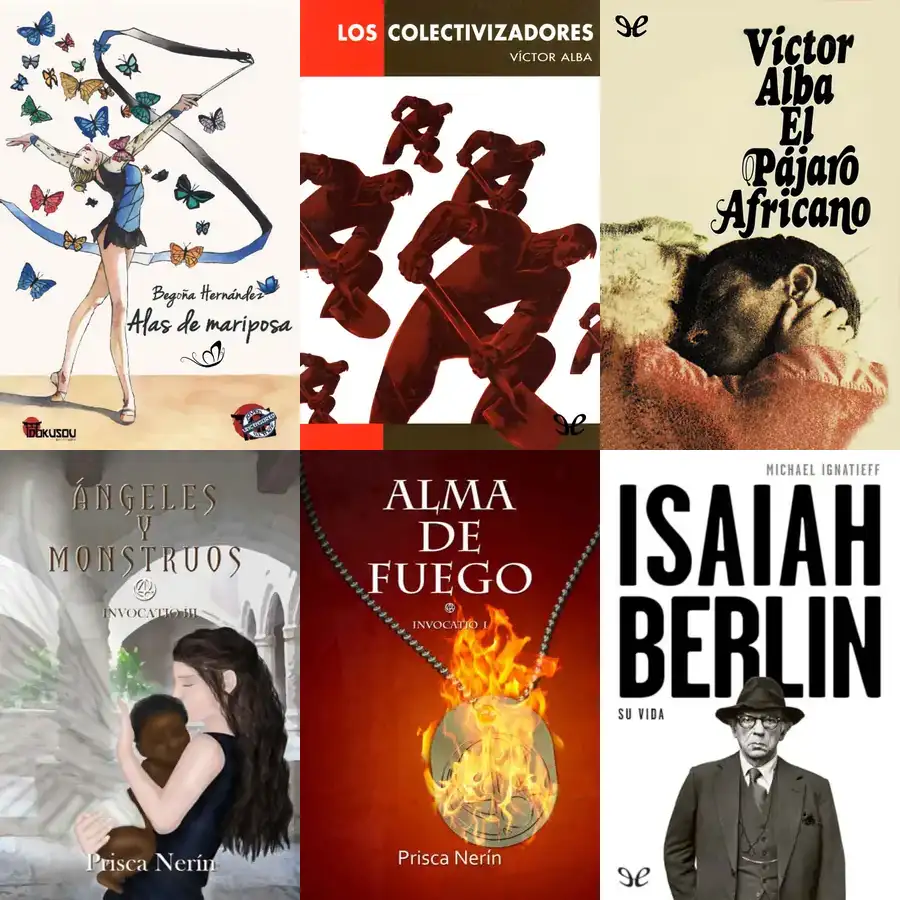 Begoña Hernández
Alas de mariposa
DOKUSOU
LOS COLECTIVIZADORES
VÍCTOR ALBA
Víctor
Alba
El
Pájaro
Africano
ÁNGELES
Y
MONSTRUOS
INVOCATIO III
Prisca Nerín
ALMA
DE
FUEGO
INVOCATIO I
Prisca Nerín
MICHAEL IGNATIEFF
ISAIAH
BERLIN
SU VIDA